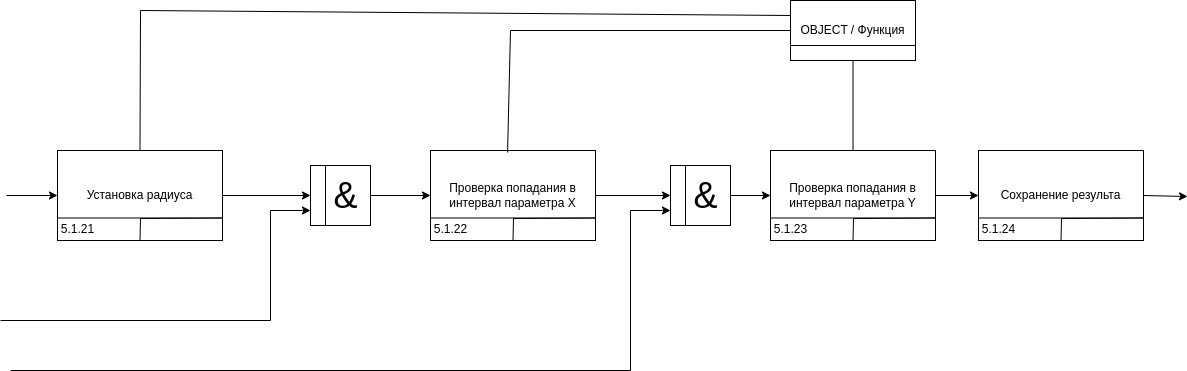 OBJECT / Функция
Установка радиуса
5.1.21
&
Проверка попадания в
интервал параметра X
5.1.22
&
Проверка попадания в
интервал параметра Y
5.1.23
Сохранение результа
5.1.24